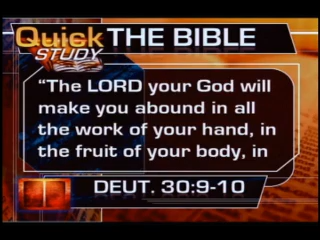 Quick
STUDY
THE BIBLE
“The LORD your God will
make you abound in all
the work of your hand, in
the fruit of your body, in
DEUT. 30:9-10